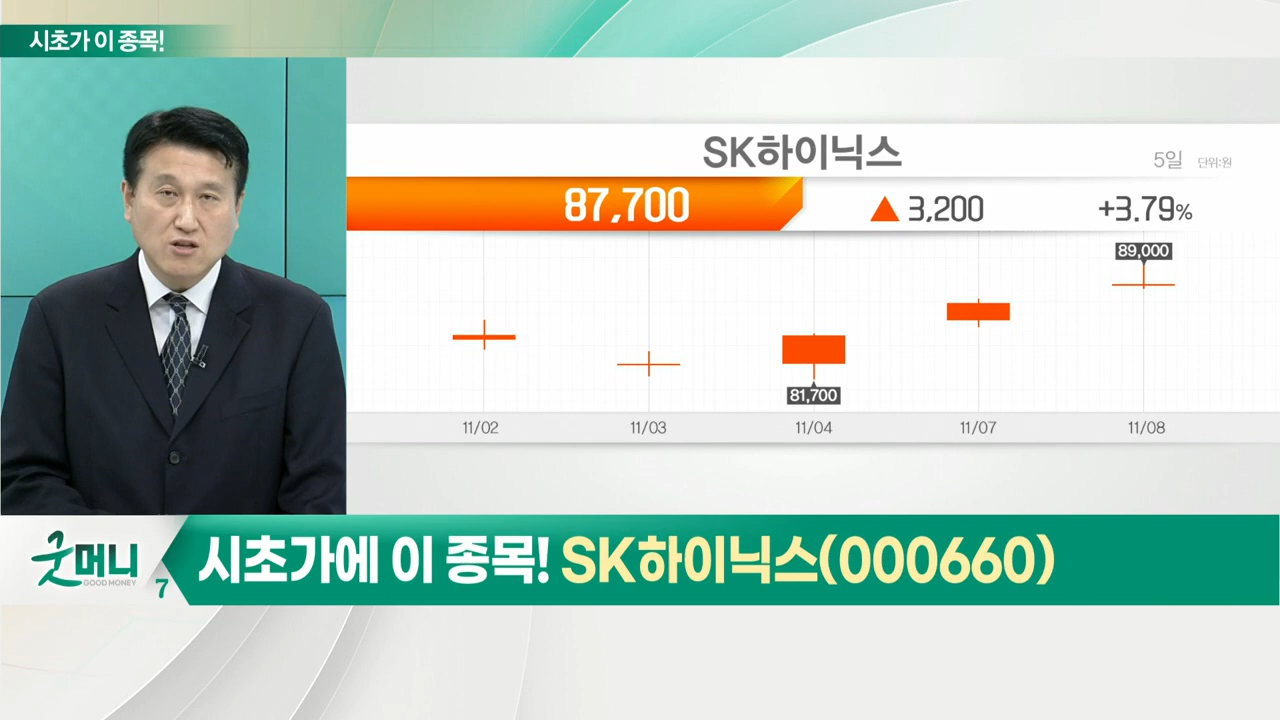 시초가 이 종목!
SK하이닉스
5일 단위:원
87,700 ▲ 3,200 +3.79%
89,000
81,700
11/02 11/03 11/04 11/07 11/08
굿머니
GOOD MONEY
7
시초가에 이 종목! SK하이닉스(000660)